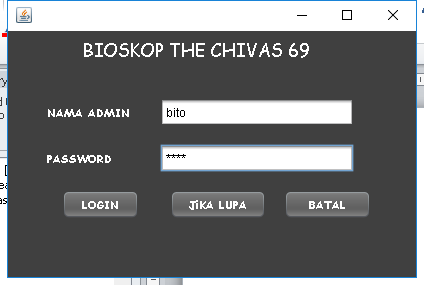 BIOSKOP THE CHIVAS 69
NAMA ADMIN bito
PASSWORD ****
LOGIN JIKA LUPA BATAL